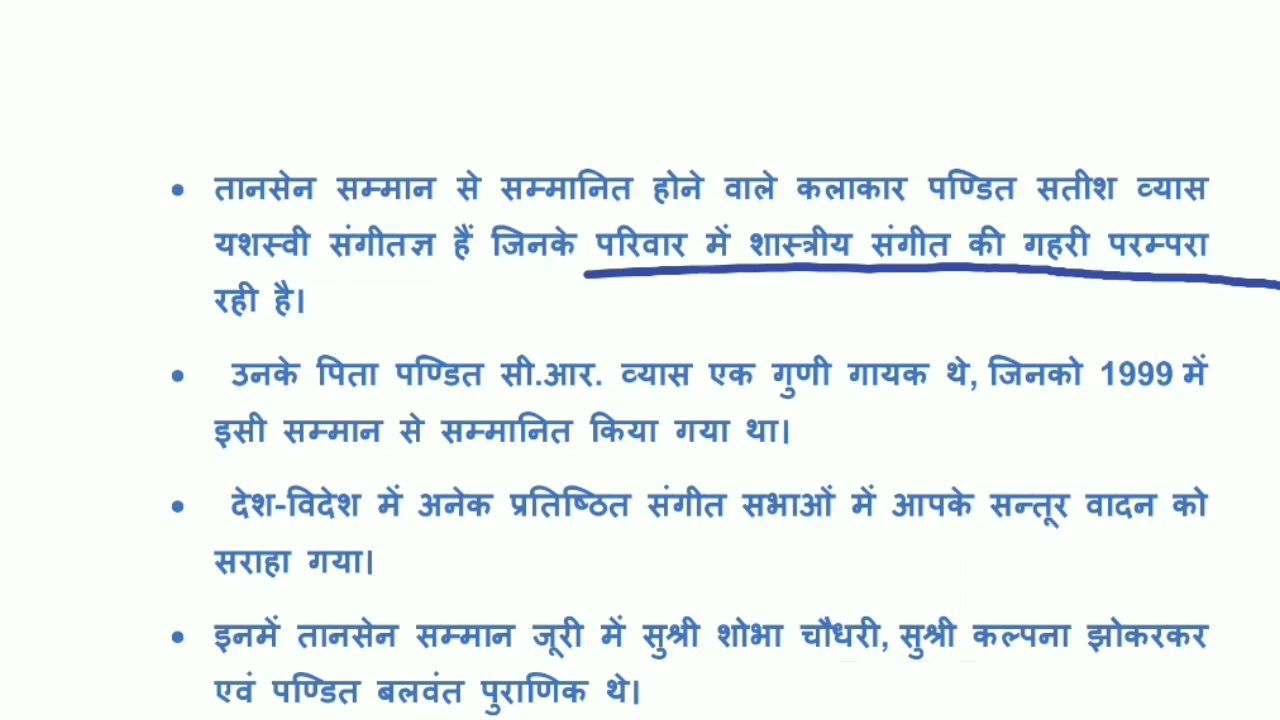 • तानसेन सम्मान से सम्मानित होने वाले कलाकार पण्डित सतीश व्यास
यशस्वी संगीतज्ञ हैं जिनके परिवार में शास्त्रीय संगीत की गहरी परम्परा
रही है।
• उनके पिता पण्डित सी.आर. व्यास एक गुणी गायक थे, जिनको 1999 में
इसी सम्मान से सम्मानित किया गया था।
• देश-विदेश में अनेक प्रतिष्ठित संगीत सभाओं में आपके सन्तूर वादन को
सराहा गया।
• इनमें तानसेन सम्मान जूरी में सुश्री शोभा चौधरी, सुश्री कल्पना झोकरकर
एवं पण्डित बलवंत पुराणिक थे।